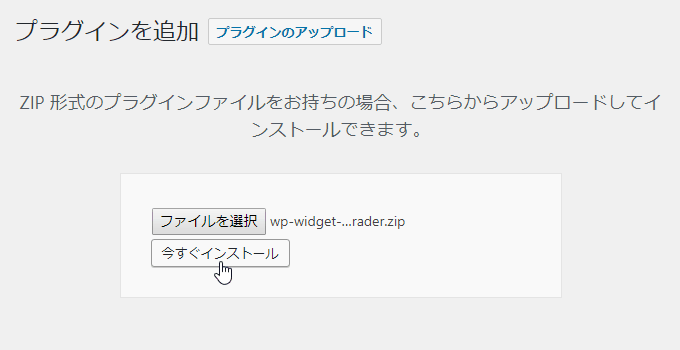 プラグインを追加 プラグインのアップロード
ZIP 形式のプラグインファイルをお持ちの場合、こちらからアップロードしてイ
ンストールできます。
ファイルを選択 wp-widget-...rader.zip
今すぐインストール